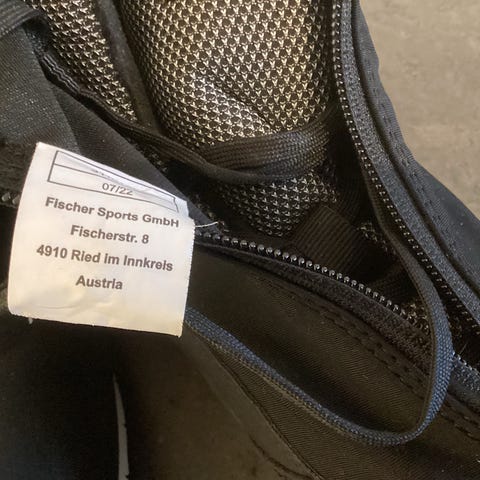 07/22
Fischer Sports GmbH
Fischerstr. 8
4910 Ried im Innkreis
Austria